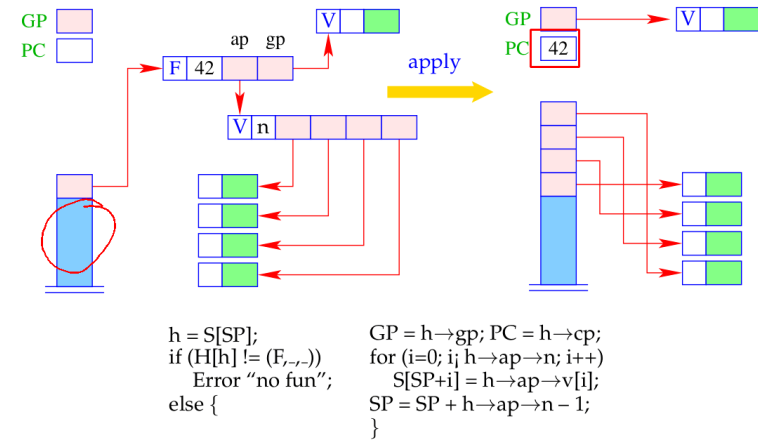 GP
PC
ap gp
V
F 42
V n
apply
GP
V
PC 42
h = S[SP];
if (H[h] != (F,_,_))
Error “no fun”;
else {
GP = h→gp; PC = h→cp;
for (i=0; i¡ h→ap→n; i++)
S[SP+i] = h→ap→v[i];
SP = SP + h→ap→n – 1;
}